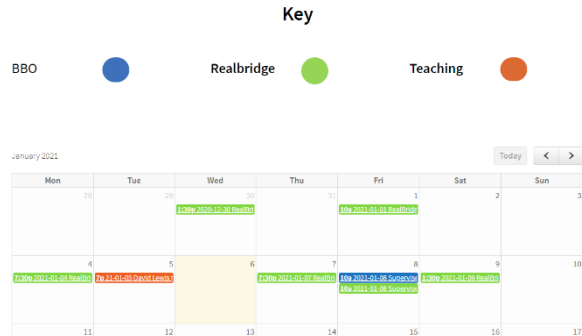 Key
BBO Realbridge Teaching
January 2021 Today < >
Mon Tue Wed Thu Fri Sat Sun
28 29 30 31 1 2 3
1:30p 2020-12-30 RealBri 10a 2021-01-01 RealBridg
4 5 6 7 8 9 10
7:30p 2021-01-04 RealBri 7p 21-01-05 David Lewis t 7:30p 2021-01-07 RealBri 10a 2021-01-08 Supervise 1:30p 2021-01-09 RealBri
10a 2021-01-08 Supervise
11 12 13 14 15 16 17